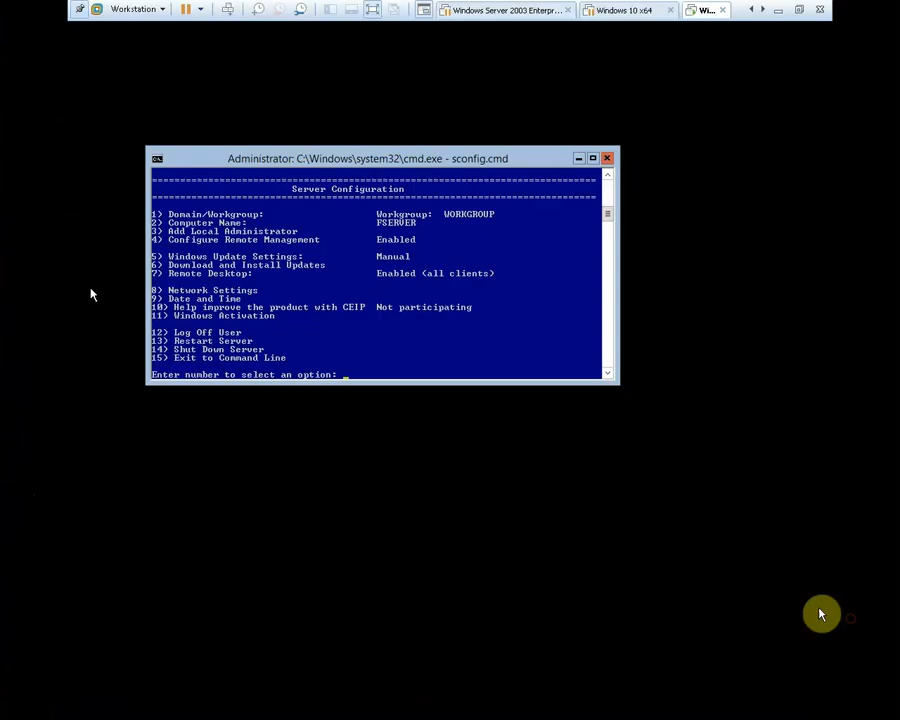 Workstation
Windows Server 2003 Enterpr...
Windows 10 x64
Wi...
Administrator: C:\Windows\system32\cmd.exe - sconfig.cmd
===============================================================================
Server Configuration
===============================================================================
1) Domain/Workgroup: Workgroup: WORKGROUP
2) Computer Name: FSERVER
3) Add Local Administrator
4) Configure Remote Management Enabled
5) Windows Update Settings: Manual
6) Download and Install Updates
7) Remote Desktop: Enabled (all clients)
8) Network Settings
9) Date and Time
10) Help improve the product with CEIP Not participating
11) Windows Activation
12) Log Off User
13) Restart Server
14) Shut Down Server
15) Exit to Command Line
Enter number to select an option: